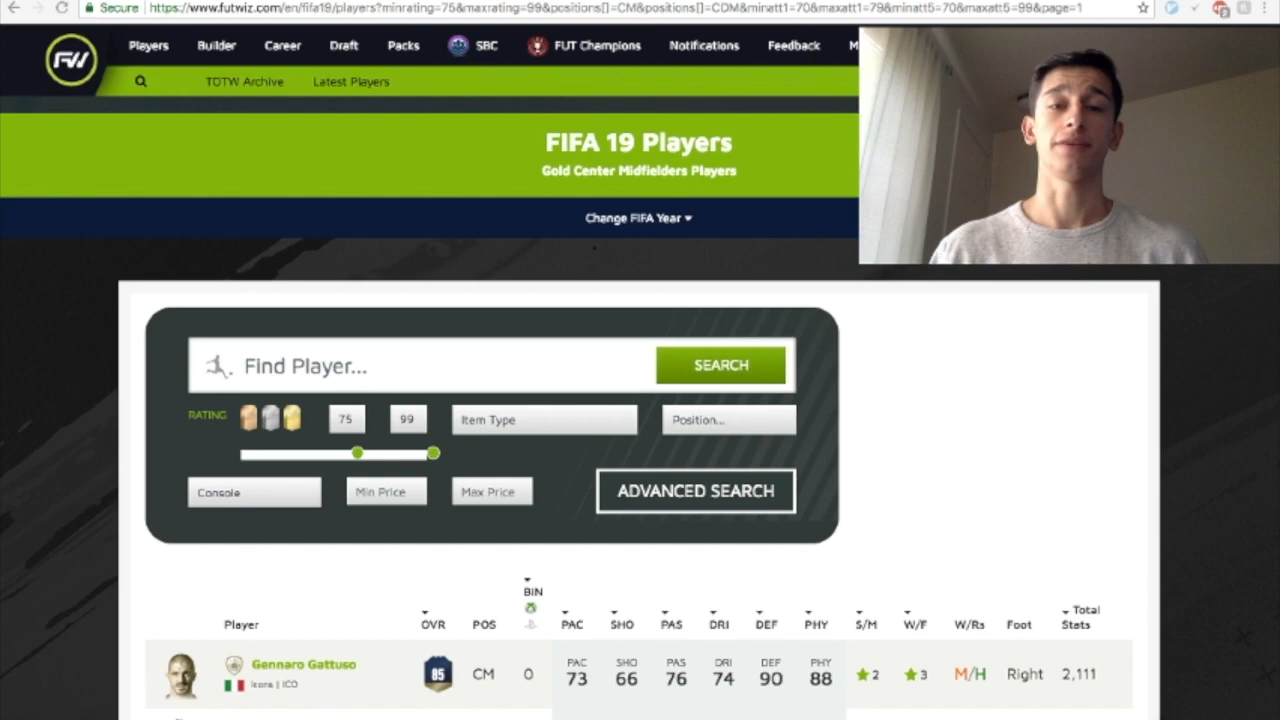 Secure https://www.futwiz.com/en/fifa19/players?minrating=75&maxrating=99&positions[]=CM&positions[]=CDM&minatt1=70&maxatt1=79&minatt5=70&maxatt5=99&page=1
FW Players Builder Career Draft Packs SBC FUT Champions Notifications Feedback M
TOTW Archive Latest Players
FIFA 19 Players
Gold Center Midfielders Players
Change FIFA Year
Find Player... SEARCH
RATING 75 99 Item Type Position...
Console Min Price Max Price ADVANCED SEARCH
BIN
Player OVR POS PAC SHO PAS DRI DEF PHY S/M W/F W/Rs Foot Total Stats
Gennaro Gattuso 85 CM 0 PAC 73 SHO 66 PAS 76 DRI 74 DEF 90 PHY 88 2 3 M/H Right 2,111
Icons | ICO